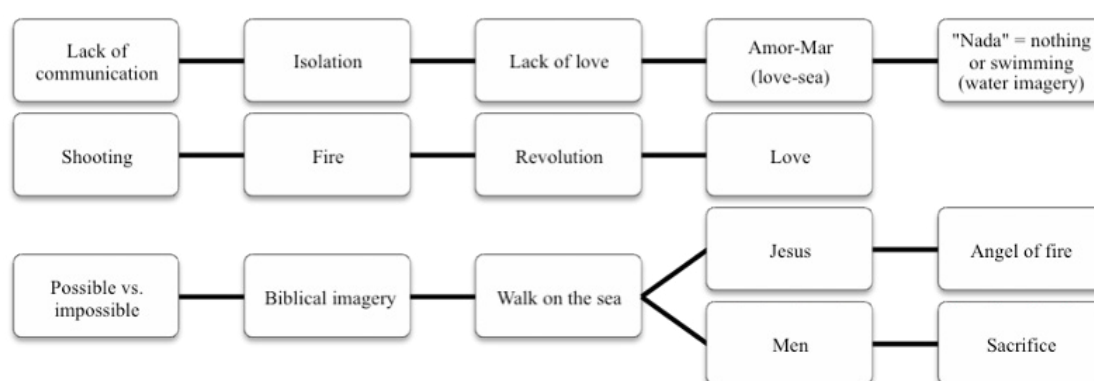 Lack of
communication
Isolation
Lack of love
Amor-Mar
(love-sea)
"Nada" = nothing
or swimming
(water imagery)
Shooting
Fire
Revolution
Love
Possible vs.
impossible
Biblical imagery
Walk on the sea
Jesus
Angel of fire
Men
Sacrifice